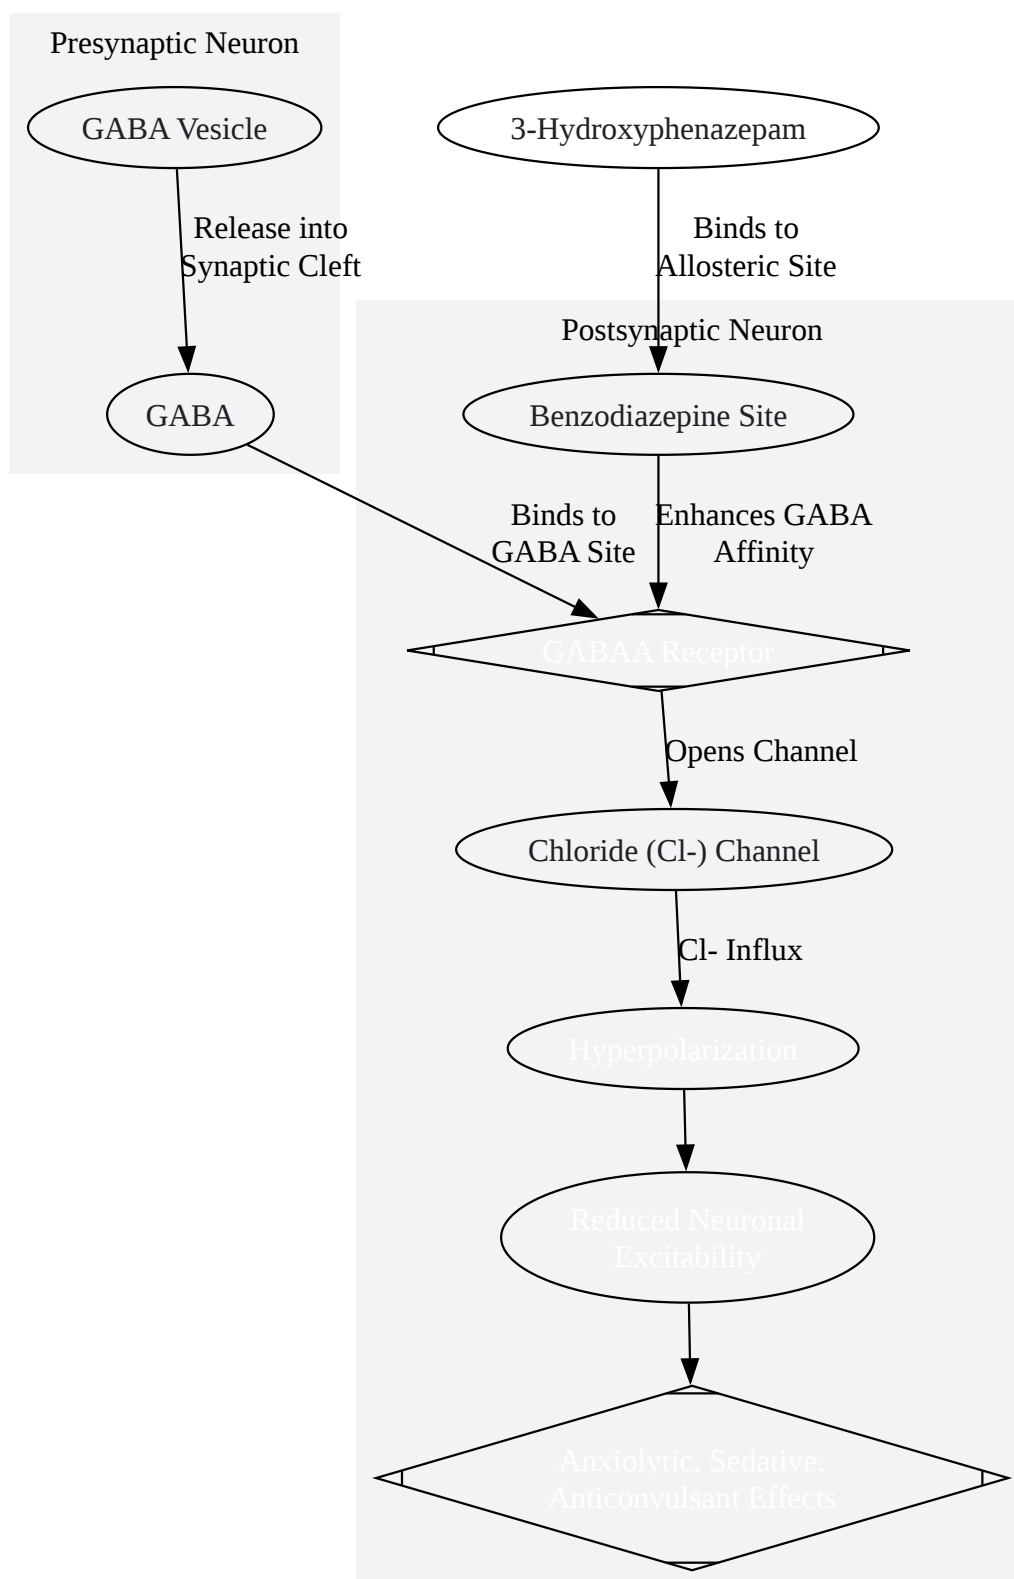 Presynaptic Neuron
GABA Vesicle
3-Hydroxyphenazepam
Release into
Synaptic Cleft
Binds to
Allosteric Site
Postsynaptic Neuron
GABA
Benzodiazepine Site
Binds to
GABA Site
Enhances GABA
Affinity
GABAA Receptor
Opens Channel
Chloride (Cl-) Channel
Cl- Influx
Hyperpolarization
Reduced Neuronal
Excitability
Anxiolytic, Sedative,
Anticonvulsant Effects